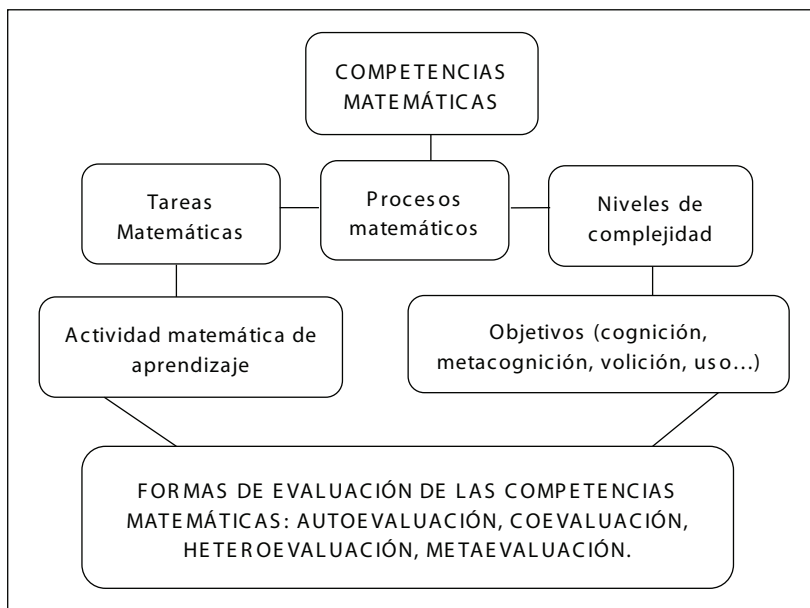 COMPETENCIAS
MATEMÁTICAS
Tareas
Matemáticas
Procesos
matemáticos
Niveles de
complejidad
Actividad matemática de
aprendizaje
Objetivos (cognición,
metacognición, volición, uso...)
FORMAS DE EVALUACIÓN DE LAS COMPETENCIAS
MATEMÁTICAS: AUTOEVALUACIÓN, COEVALUACIÓN,
HETEROEVALUACIÓN, METAEVALUACIÓN.